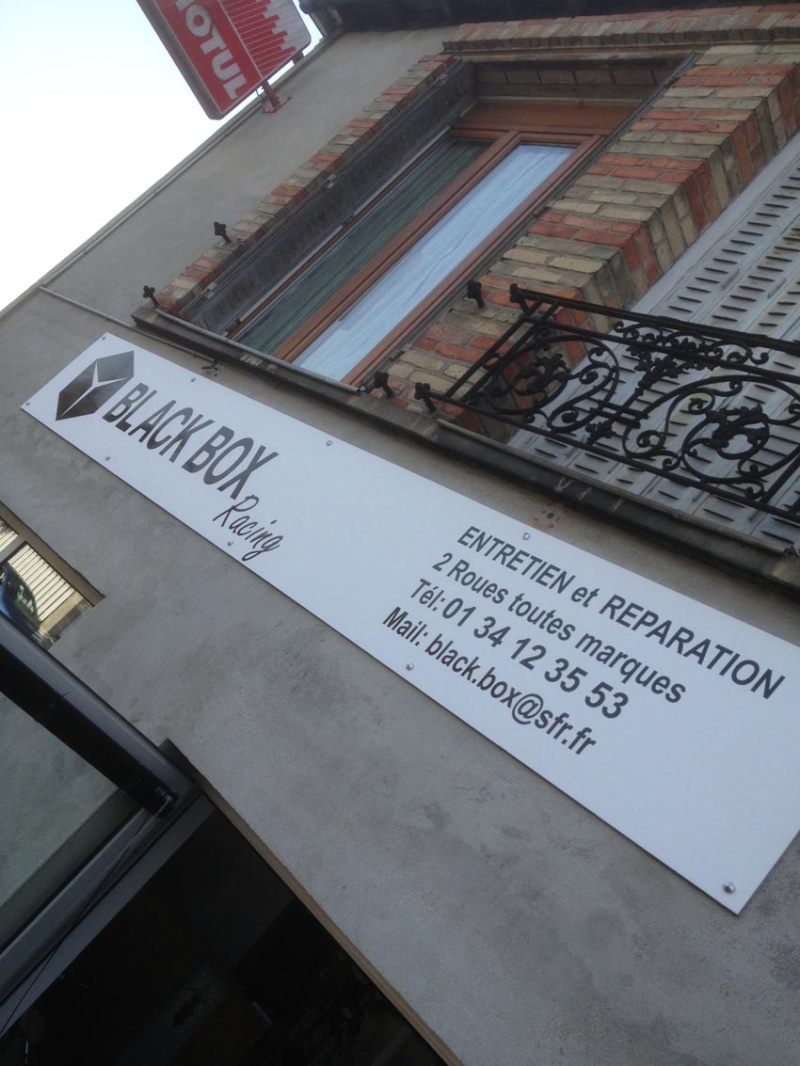 MOTUL
BLACK BOX
Racing
ENTRETIEN et REPARATION
2 Roues toutes marques
Tél: 01 34 12 35 53
Mail: black.box@sfr.fr